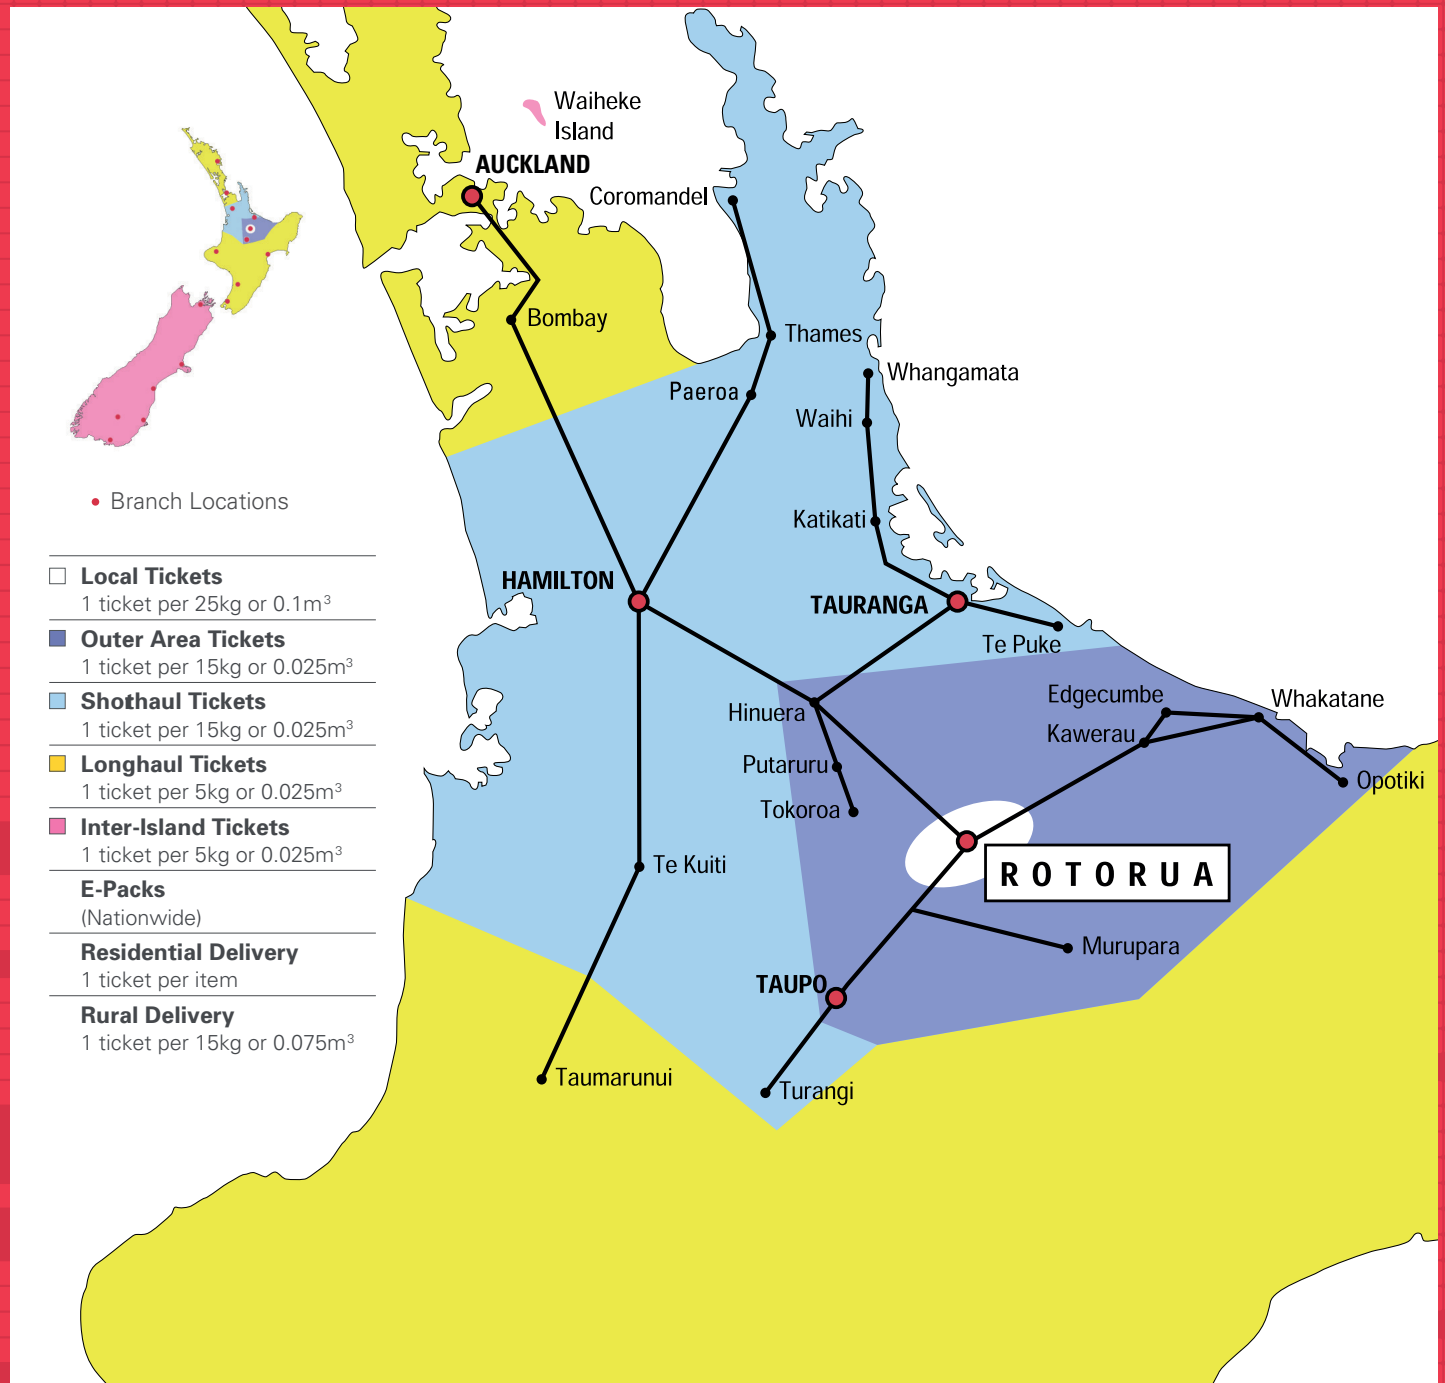 Waiheke
Island
AUCKLAND
Coromandel
Bombay
Thames
Whangamata
Paeroa
Waihi
Branch Locations
Katikati
HAMILTON
TAURANGA
Te Puke
Local Tickets
1 ticket per 25kg or 0.1m³
Outer Area Tickets
1 ticket per 15kg or 0.025m³
Shorthaul Tickets
1 ticket per 15kg or 0.025m³
Longhaul Tickets
1 ticket per 5kg or 0.025m³
Inter-Island Tickets
1 ticket per 5kg or 0.025m³
E-Packs
(Nationwide)
Residential Delivery
1 ticket per item
Rural Delivery
1 ticket per 15kg or 0.075m³
Edgecumbe
Whakatane
Hinuera
Kawerau
Putaruru
Opotiki
Tokoroa
Te Kuiti
ROTORUA
Murupara
TAUPO
Taumarunui
Turangi